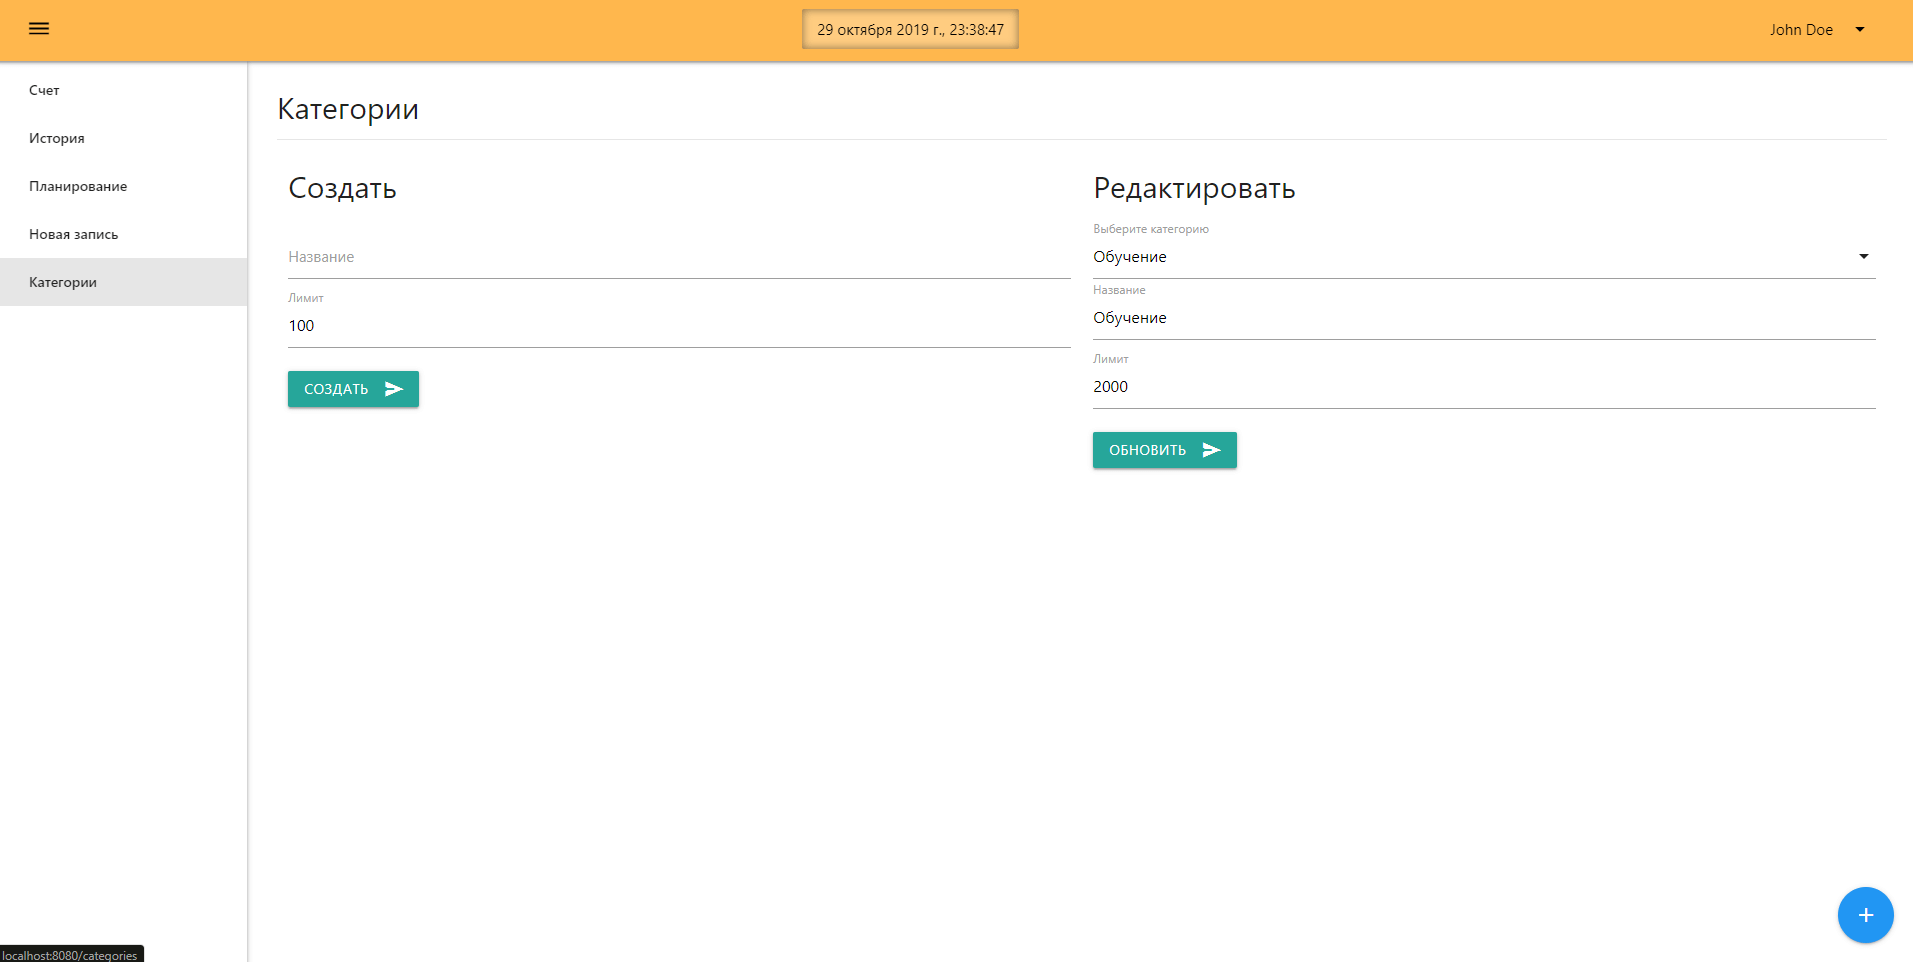 29 октября 2019 г., 23:38:47
John Doe
Счет
История
Планирование
Новая запись
Категории
Категории
Создать
Название
Лимит
100
СОЗДАТЬ
Редактировать
Выберите категорию
Обучение
Название
Обучение
Лимит
2000
ОБНОВИТЬ
localhost:8080/categories